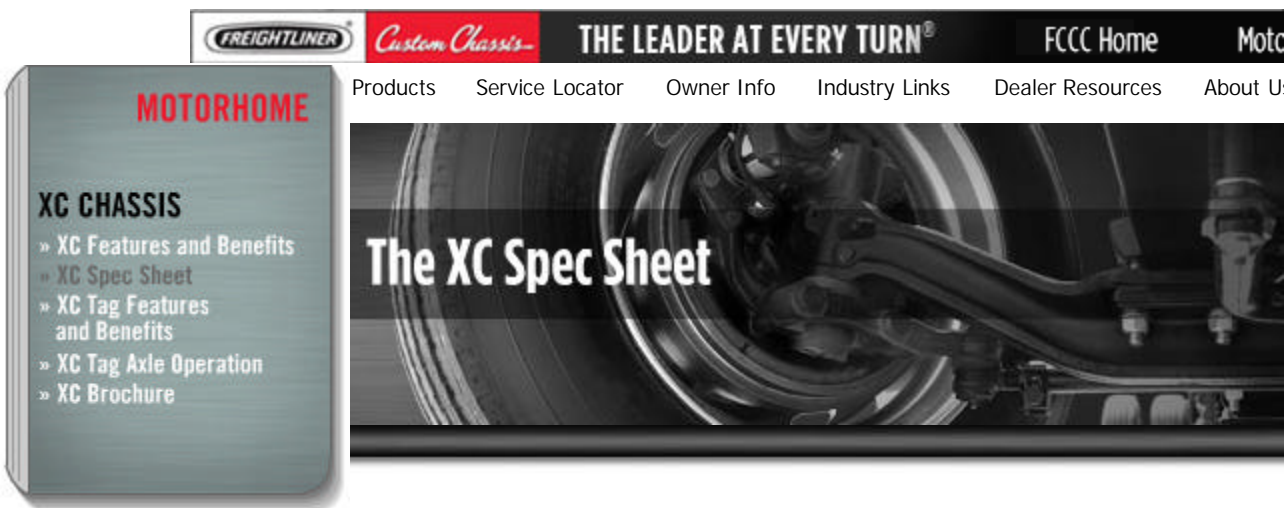 FREIGHTLINER Custom Chassis THE LEADER AT EVERY TURN® FCCC Home
Products Service Locator Owner Info Industry Links Dealer Resources About
MOTORHOME
XC CHASSIS
» XC Features and Benefits
» XC Spec Sheet
» XC Tag Features
and Benefits
» XC Tag Axle Operation
» XC Brochure
The XC Spec Sheet